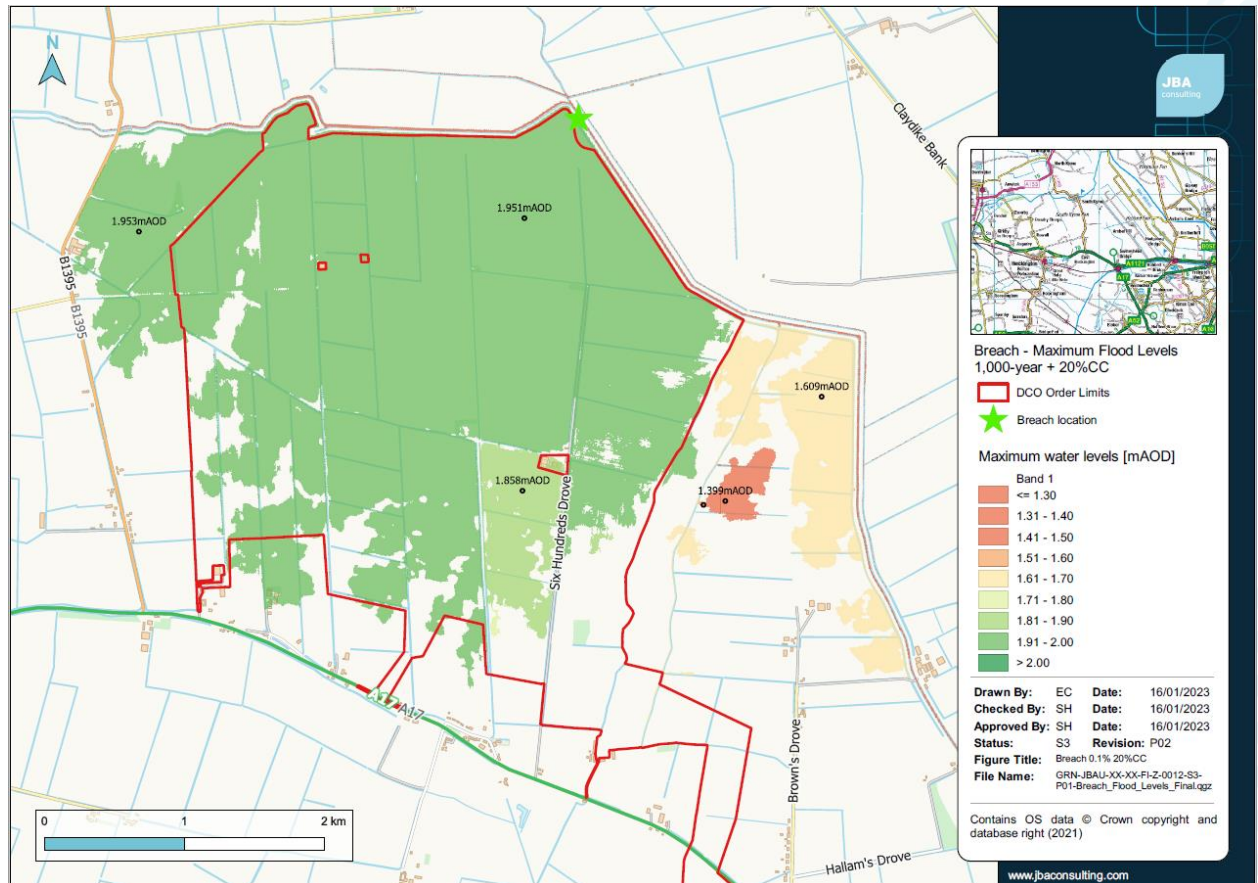 N
JBA
consulting
Claydike Bank
1.953mAOD
1.951mAOD
B1395
B1395
1.609mAOD
1.858mAOD
1.399mAOD
Six Hundreds Drove
A17 A17
Brown's Drove
Hallam's Drove
0 1 2 km
Breach - Maximum Flood Levels
1,000-year + 20%CC
DCO Order Limits
Breach location
Maximum water levels [mAOD]
Band 1
<= 1.30
1.31 - 1.40
1.41 - 1.50
1.51 - 1.60
1.61 - 1.70
1.71 - 1.80
1.81 - 1.90
1.91 - 2.00
> 2.00
Drawn By: EC Date: 16/01/2023
Checked By: SH Date: 16/01/2023
Approved By: SH Date: 16/01/2023
Status: S3 Revision: P02
Figure Title: Breach 0.1% 20%CC
File Name: GRN-JBAU-XX-XX-FI-Z-0012-S3-
P01-Breach_Flood_Levels_Final.qgz
Contains OS data © Crown copyright and
database right (2021)
www.jbaconsulting.com